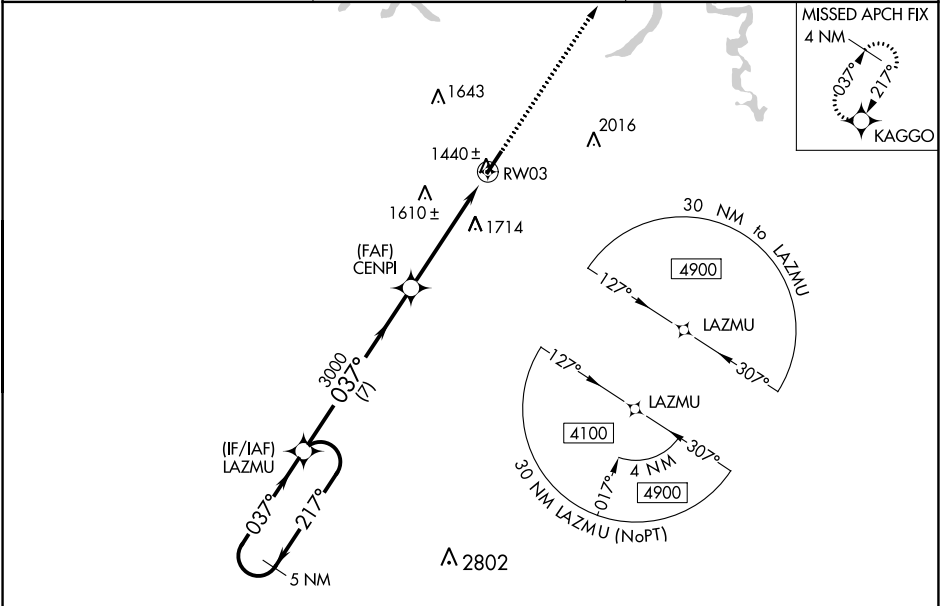 MISSED APCH FIX
4 NM
037°
217°
KAGGO
1643
2016
1440 ±
RW03
1610 ±
1714
(FAF)
CENPI
30 NM to LAZMU
4900
127°
LAZMU
307°
3000
037°
(7)
127°
LAZMU
4100
307°
4 NM
017°
4900
30 NM LAZMU (NoPT)
(IF/IAF)
LAZMU
037°
217°
5 NM
2802